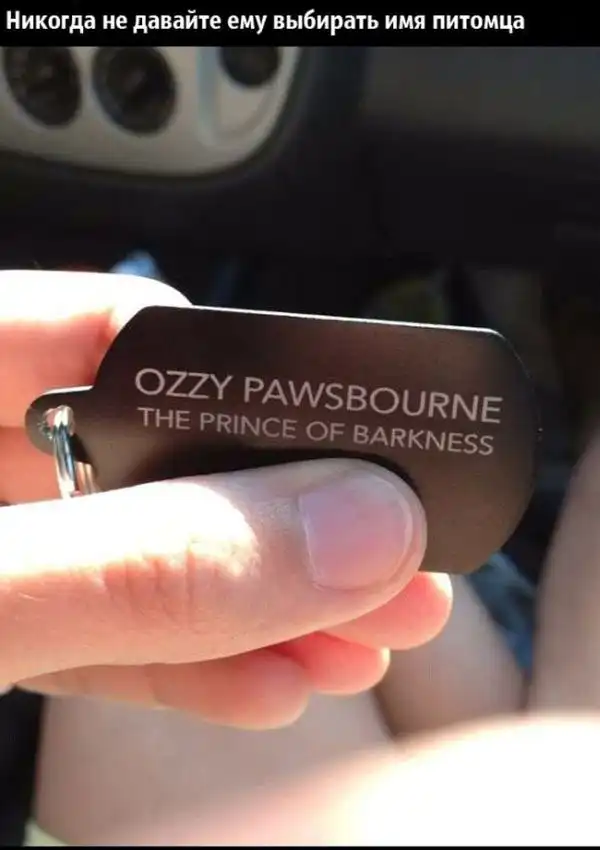 Никогда не давайте ему выбирать имя питомца
OZZY PAWSBOURNE
THE PRINCE OF BARKNESS